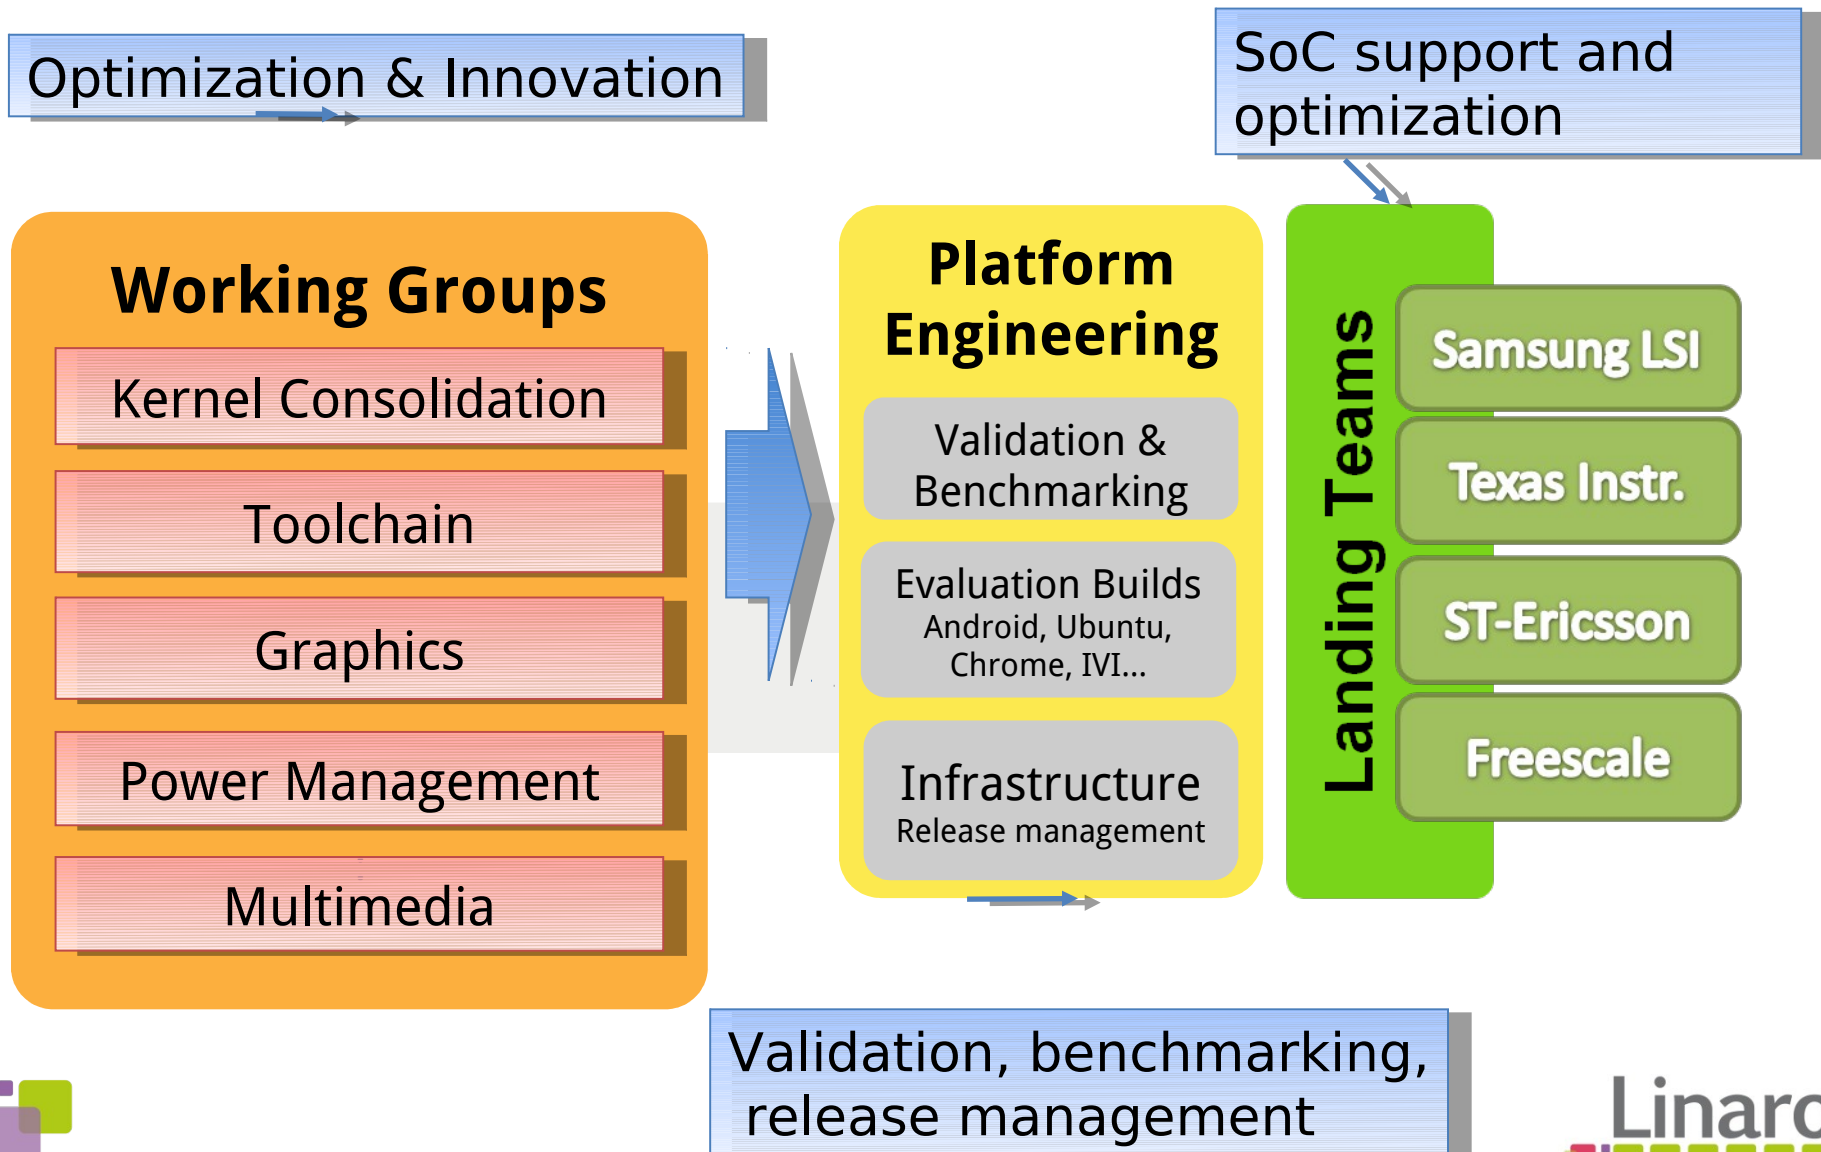 Optimization & Innovation
SoC support and
optimization
Working Groups
Kernel Consolidation
Toolchain
Graphics
Power Management
Multimedia
Platform
Engineering
Validation &
Benchmarking
Evaluation Builds
Android, Ubuntu,
Chrome, IVI...
Infrastructure
Release management
Landing Teams
Samsung LSI
Texas Instr.
ST-Ericsson
Freescale
Validation, benchmarking,
release management
Linaro